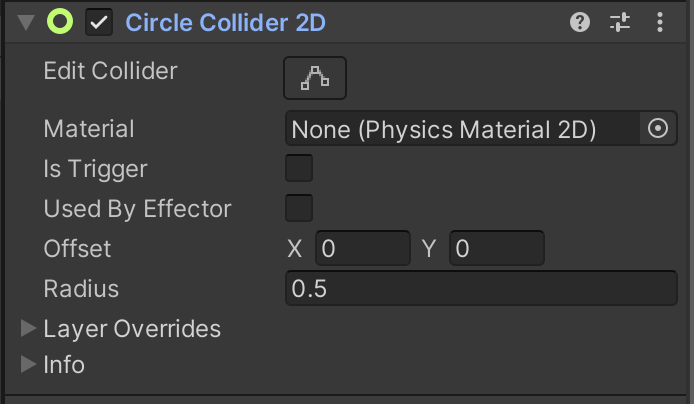 Circle Collider 2D
Edit Collider
Material None (Physics Material 2D)
Is Trigger
Used By Effector
Offset X 0 Y 0
Radius 0.5
Layer Overrides
Info